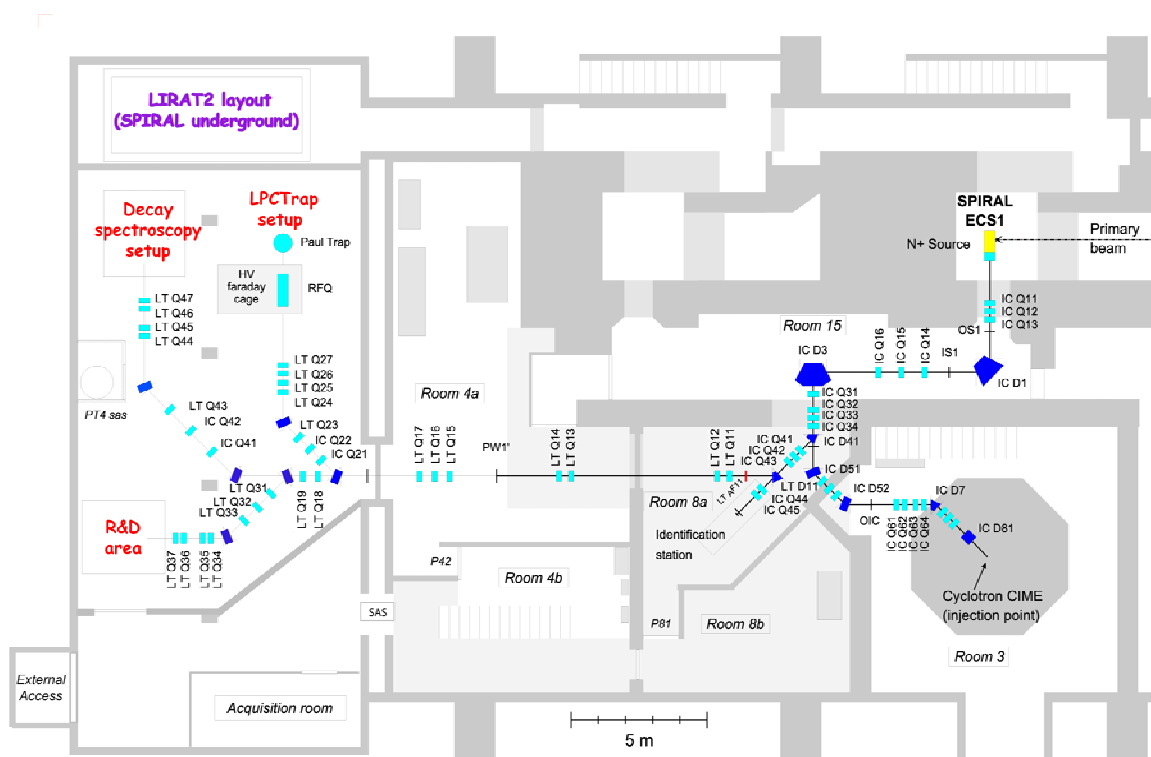 LIRAT2 layout
(SPIRAL underground)
Decay
spectroscopy
setup
LPCTrap
setup
Paul Trap
HV
faraday
cage
RFQ
SPIRAL
ECS1
N+ Source
Primary
beam
IC Q11
IC Q12
IC Q13
OS1
IC D1
IS1
IC Q14
IC Q15
IC Q16
Room 15
IC D3
IC Q31
IC Q32
IC Q33
IC Q34
IC D41
IC Q41
IC Q42
IC Q43
IC D51
LT D11
IC Q44
IC Q45
IC D52
OIC
IC Q61
IC Q62
IC Q63
IC Q64
IC D7
IC D81
Cyclotron CIME
(injection point)
Room 3
LT Q47
LT Q46
LT Q45
LT Q44
LT Q27
LT Q26
LT Q25
LT Q24
PT4 sas
LT Q43
IC Q42
IC Q41
LT Q23
IC Q22
IC Q21
LT Q31
LT Q32
LT Q33
LT Q19
LT Q18
R&D
area
LT Q37
LT Q36
LT Q35
LT Q34
Room 4a
LT Q17
LT Q16
LT Q15
PW1'
LT Q14
LT Q13
LT Q12
LT Q11
LT AF11
Room 8a
Identification
station
P42
Room 4b
SAS
P81
Room 8b
External
Access
Acquisition room
5 m